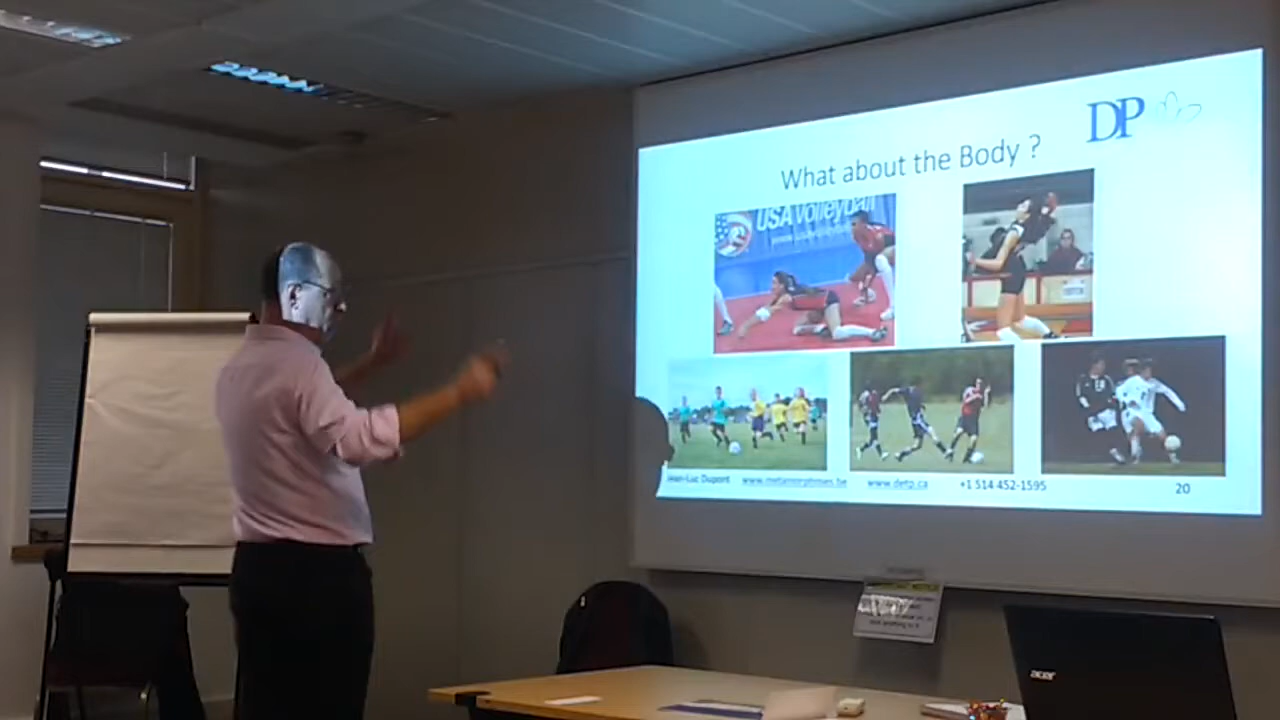 DP
What about the Body ?
USA Volleyball
Jean-Luc Dupont www.metamorphoses.be www.detp.ca +1 514 452-1595 20
acer